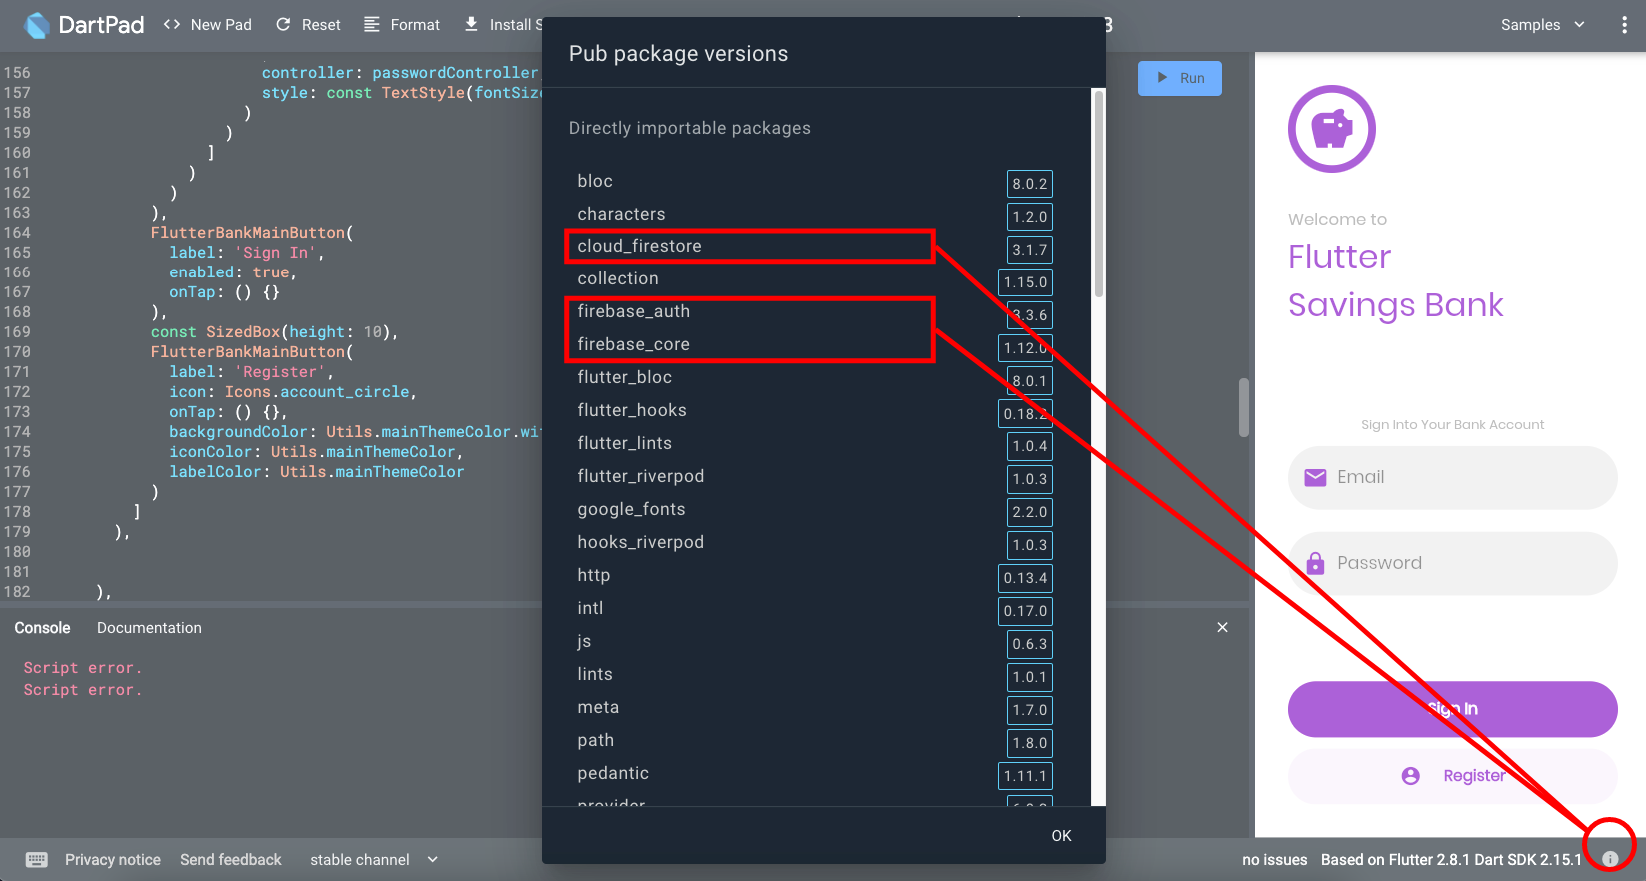 DartPad
<> New Pad
Reset
Format
Install S
3
Samples
156 controller: passwordController,
157 style: const TextStyle(fontSize
158 )
159 )
160 ]
161 )
162 )
163 ),
164 FlutterBankMainButton(
165 label: 'Sign In',
166 enabled: true,
167 onTap: () {}
168 ),
169 const SizedBox(height: 10),
170 FlutterBankMainButton(
171 label: 'Register',
172 icon: Icons.account_circle,
173 onTap: () {},
174 backgroundColor: Utils.mainThemeColor.wi
175 iconColor: Utils.mainThemeColor,
176 labelColor: Utils.mainThemeColor
177 )
178 ]
179 ),
180
181
182 ),
Run
Console
Documentation
Script error.
Script error.
Pub package versions
Directly importable packages
bloc 8.0.2
characters 1.2.0
cloud_firestore 3.1.7
collection 1.15.0
firebase_auth 3.3.6
firebase_core 1.12.0
flutter_bloc 8.0.1
flutter_hooks 0.18.2
flutter_lints 1.0.4
flutter_riverpod 1.0.3
google_fonts 2.2.0
hooks_riverpod 1.0.3
http 0.13.4
intl 0.17.0
js 0.6.3
lints 1.0.1
meta 1.7.0
path 1.8.0
pedantic 1.11.1
provider
OK
Welcome to
Flutter
Savings Bank
Sign Into Your Bank Account
Email
Password
Sign In
Register
Privacy notice
Send feedback
stable channel
no issues
Based on Flutter 2.8.1 Dart SDK 2.15.1